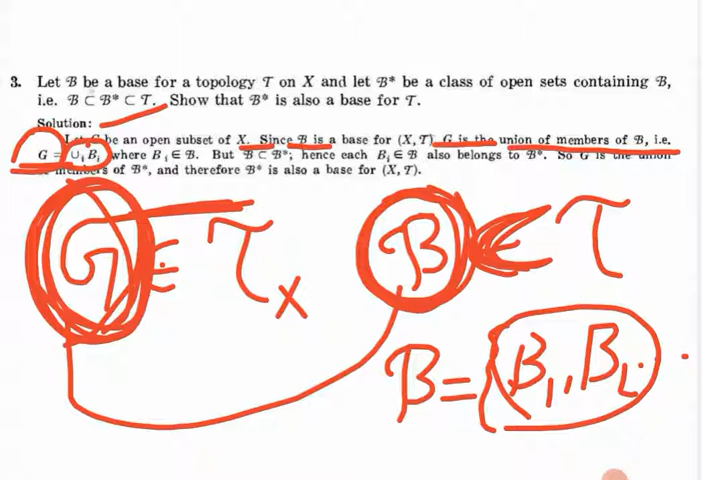 3. Let ℬ be a base for a topology 𝒯 on X and let ℬ* be a class of open sets containing ℬ,
i.e. ℬ ⊂ ℬ* ⊂ 𝒯. Show that ℬ* is also a base for 𝒯.
Solution:
be an open subset of X. Since ℬ is a base for (X, 𝒯) G is the union of members of ℬ, i.e.
G = ∪ᵢ Bᵢ where Bᵢ ∈ ℬ. But ℬ ⊂ ℬ*; hence each Bᵢ ∈ ℬ also belongs to ℬ*. So G is the union
members of ℬ*, and therefore ℬ* is also a base for (X, 𝒯).
G ∈ 𝒯 X ℬ ∈ 𝒯
ℬ = { B₁, B